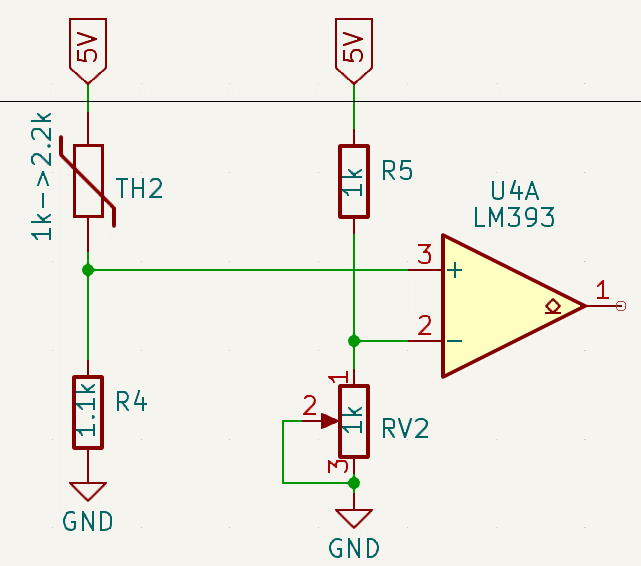 5V
5V
1k-->2.2k
TH2
1k
R5
U4A
LM393
3
+
1
2
-
1
1.1k
R4
2
1k
RV2
3
GND
GND